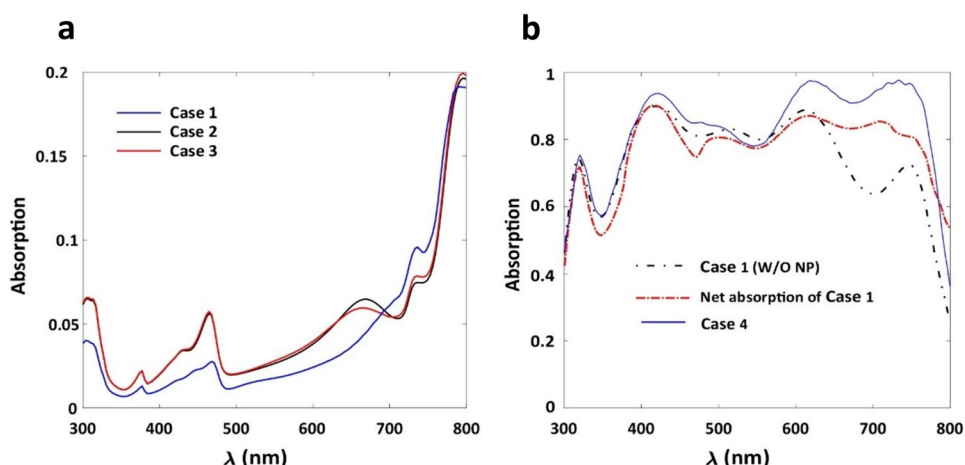 a
Absorption
0.2
0.15
0.1
0.05
0
Case 1
Case 2
Case 3
300 400 500 600 700 800
λ (nm)
b
Absorption
1
0.8
0.6
0.4
0.2
0
Case 1 (W/O NP)
Net absorption of Case 1
Case 4
300 400 500 600 700 800
λ (nm)